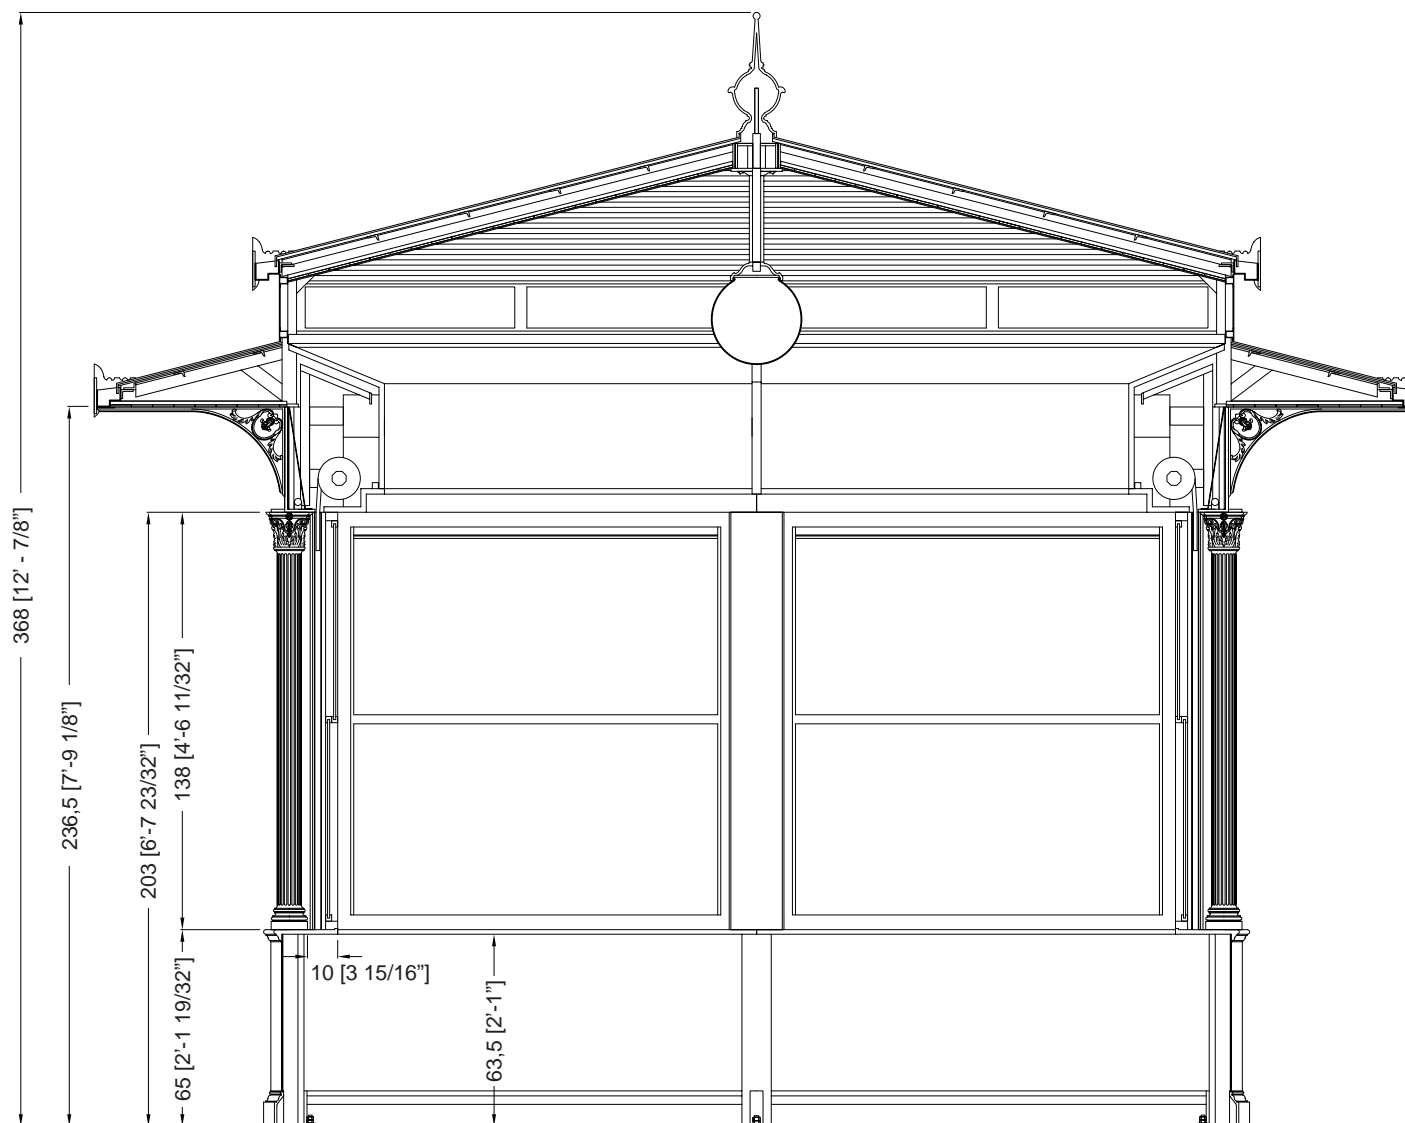 368 [12' - 7/8”]
236,5 [7'-9 1/8”]
203 [6'-7 23/32”]
138 [4'-6 11/32”]
65 [2'-1 19/32”]
10 [3 15/16”]
63,5 [2'-1”]